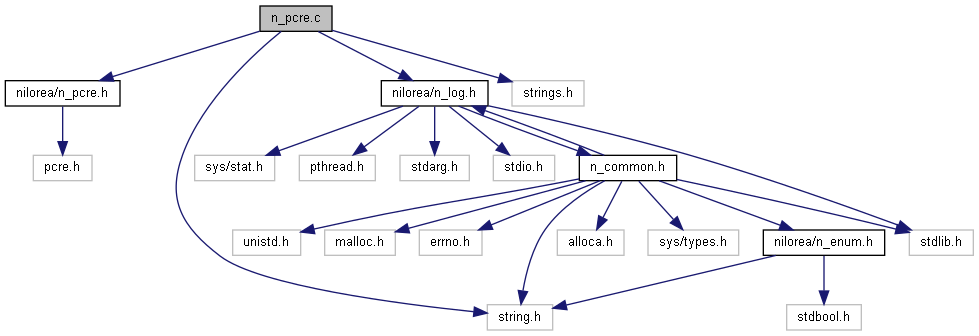 n_pcre.c
nilorea/n_pcre.h
nilorea/n_log.h
strings.h
pcre.h
sys/stat.h
pthread.h
stdarg.h
stdio.h
n_common.h
unistd.h
malloc.h
errno.h
alloca.h
sys/types.h
nilorea/n_enum.h
stdlib.h
string.h
stdbool.h